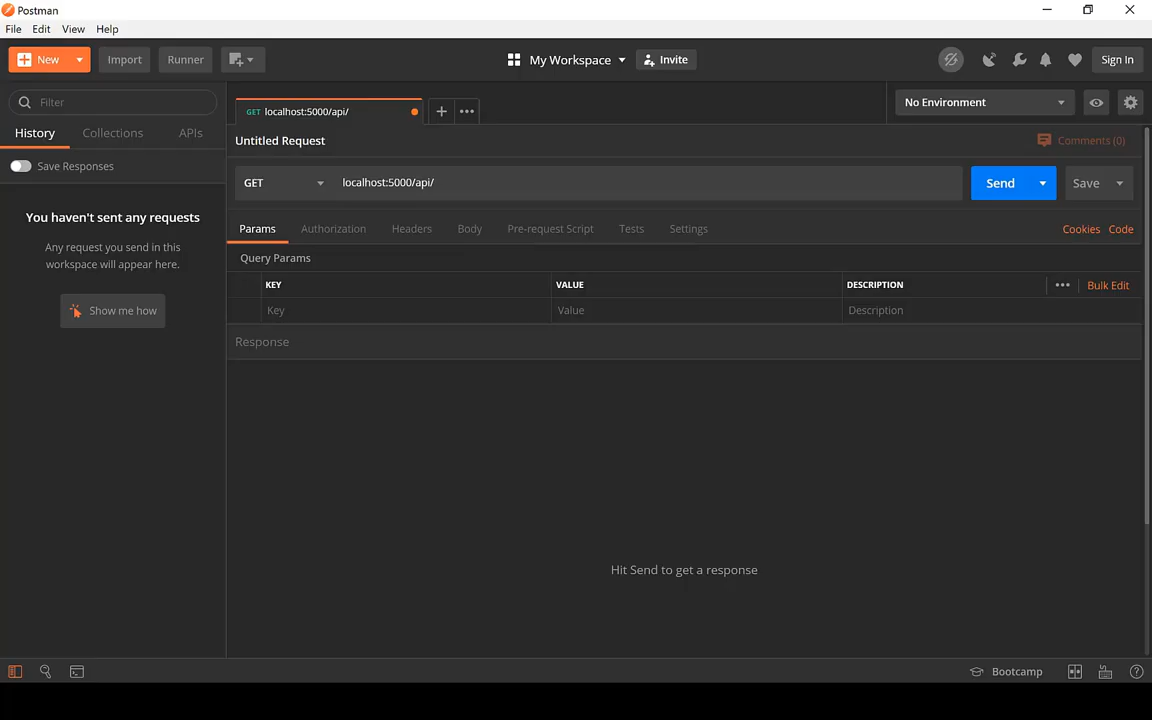 Postman
File Edit View Help
New Import Runner My Workspace Invite Sign In
Filter
GET localhost:5000/api/
No Environment
History Collections APIs
Untitled Request
Comments (0)
Save Responses
GET localhost:5000/api/ Send Save
You haven't sent any requests
Any request you send in this
workspace will appear here.
Show me how
Params Authorization Headers Body Pre-request Script Tests Settings Cookies Code
Query Params
KEY VALUE DESCRIPTION Bulk Edit
Key Value Description
Response
Hit Send to get a response
Bootcamp